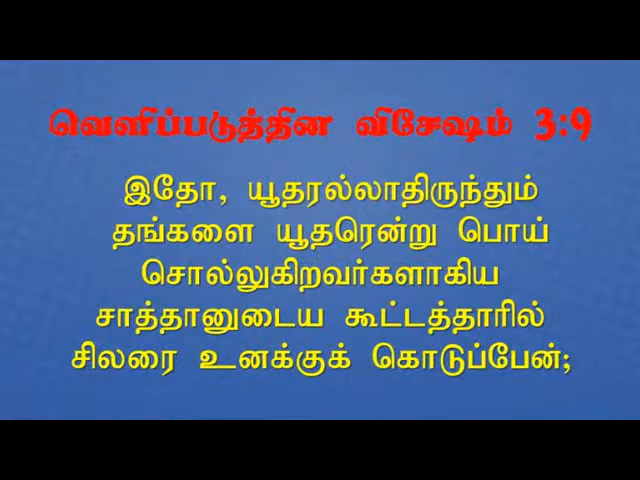 வெளிப்படுத்தின விசேஷம் 3:9
இதோ, யூதரல்லாதிருந்தும்
தங்களை யூதரென்று பொய்
சொல்லுகிறவர்களாகிய
சாத்தானுடைய கூட்டத்தாரில்
சிலரை உனக்குக் கொடுப்பேன்;